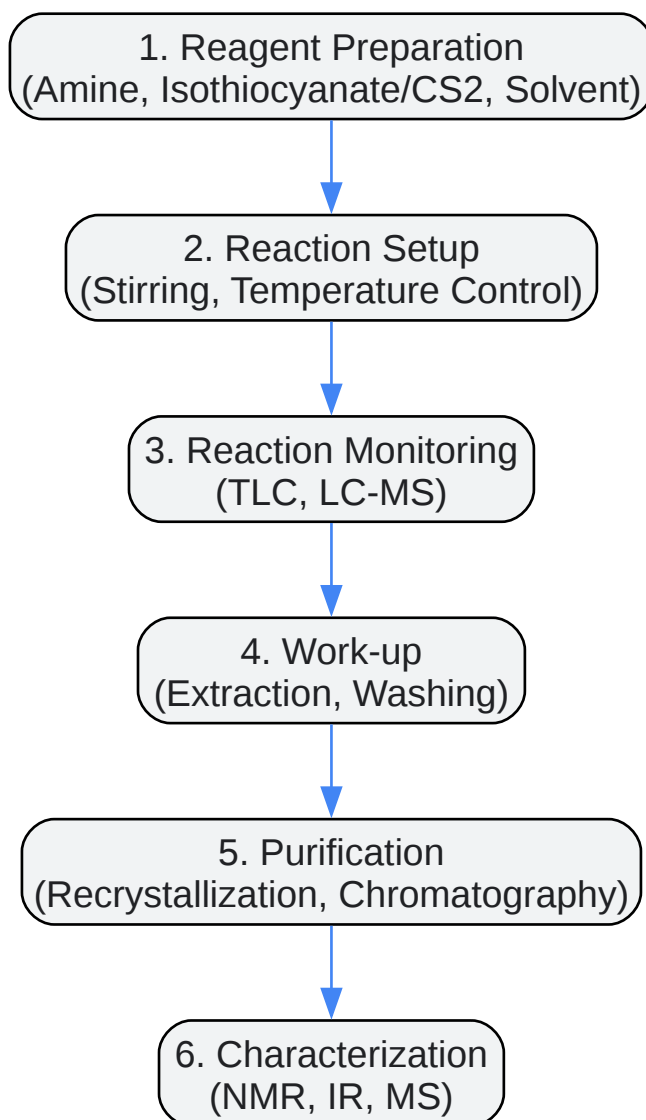 1. Reagent Preparation
(Amine, Isothiocyanate/CS2, Solvent)
2. Reaction Setup
(Stirring, Temperature Control)
3. Reaction Monitoring
(TLC, LC-MS)
4. Work-up
(Extraction, Washing)
5. Purification
(Recrystallization, Chromatography)
6. Characterization
(NMR, IR, MS)